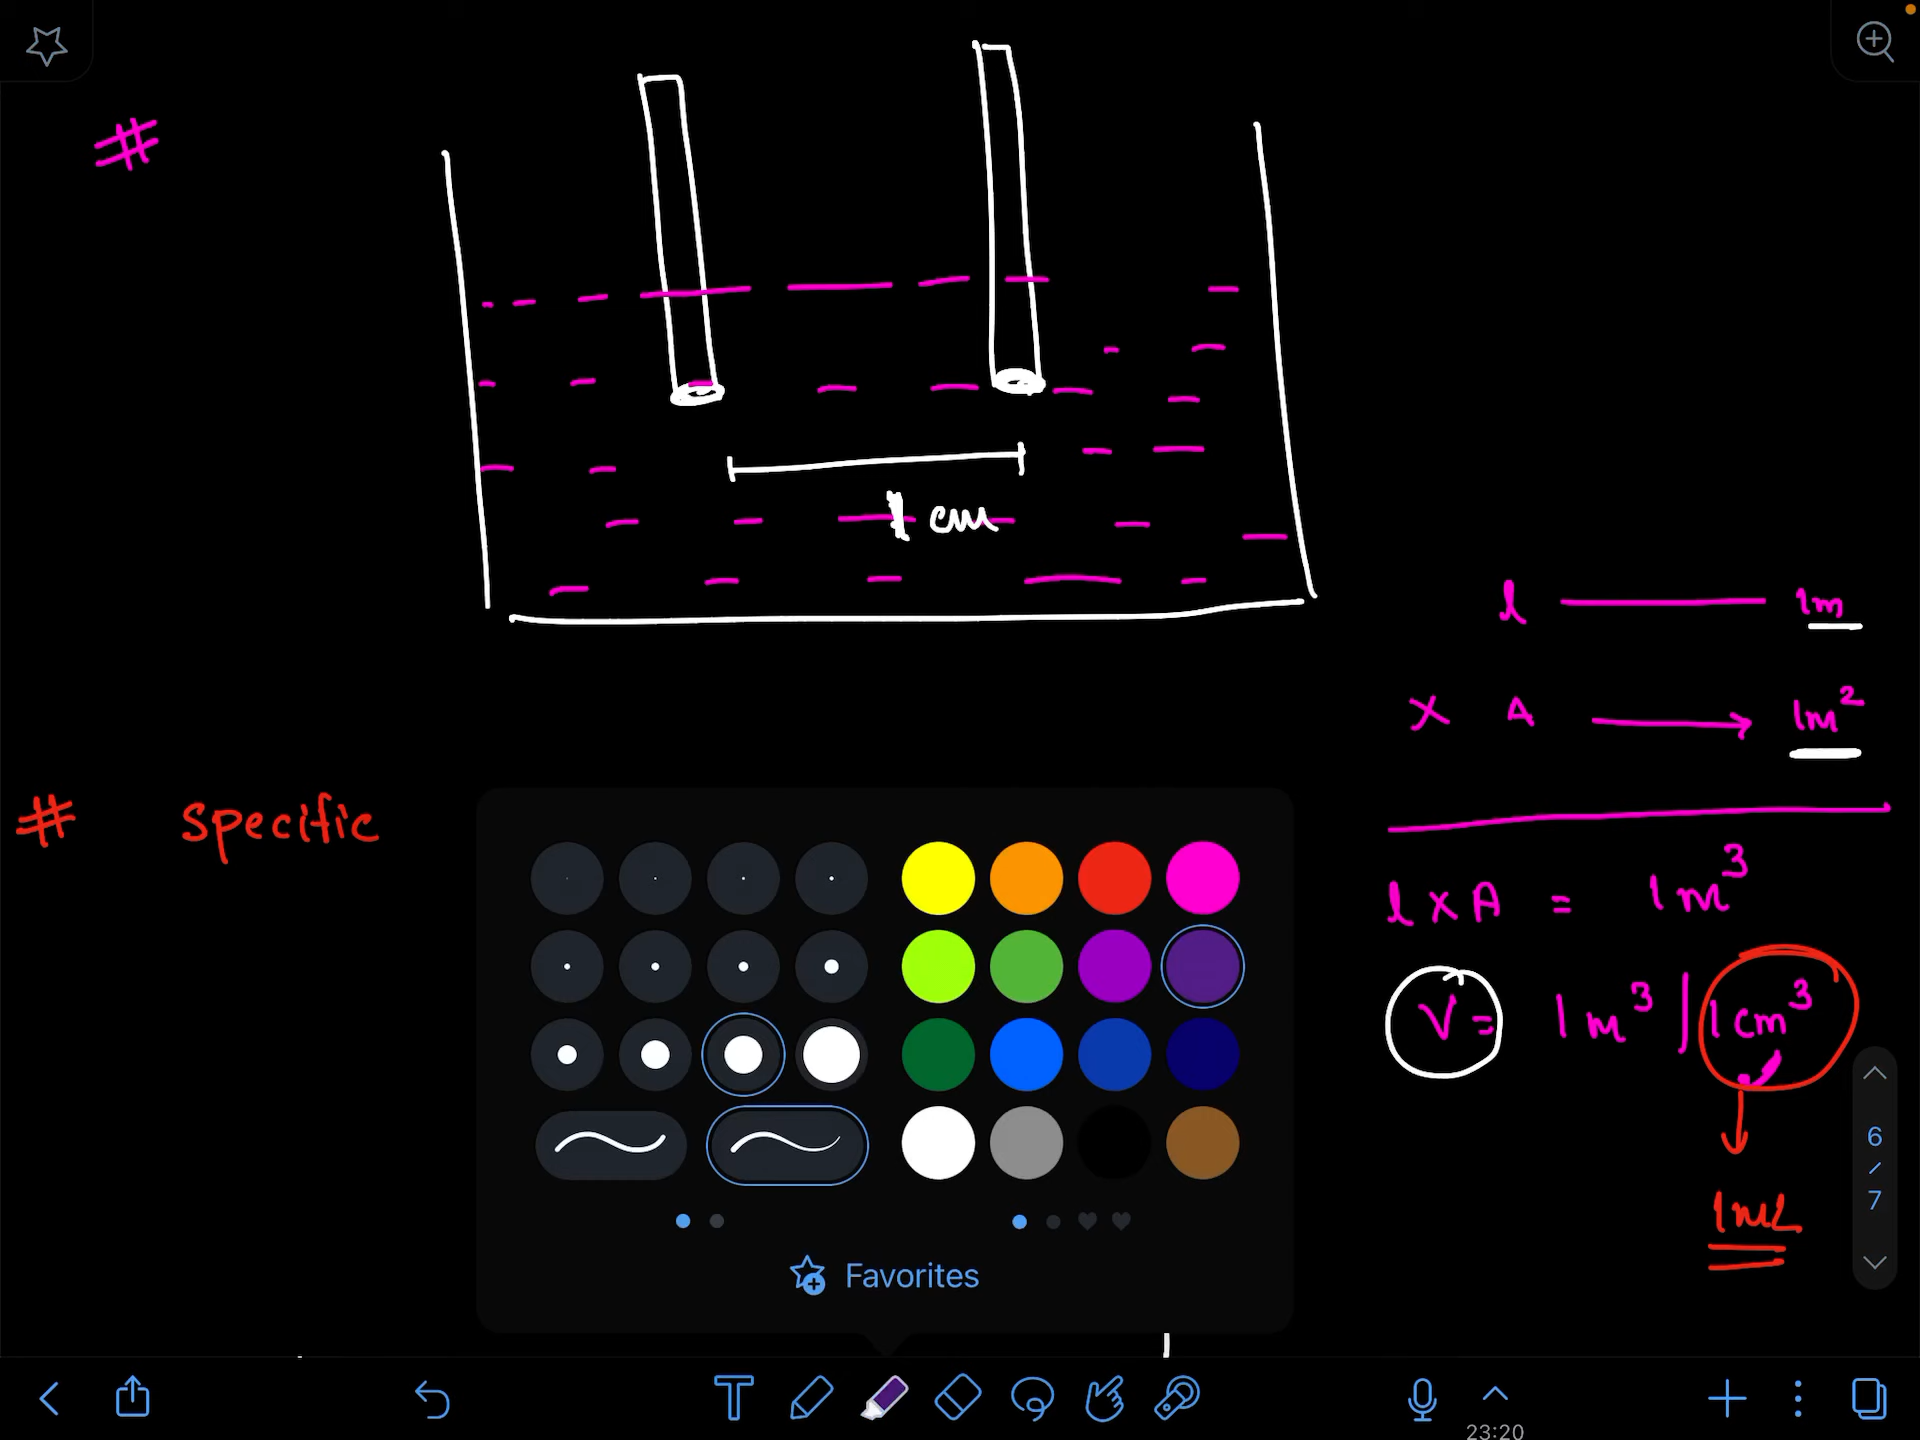 #
1 cm
l — 1m
X A → 1m²
# specific
l X A = 1m³
V = 1m³ | 1cm³
1mL
6
/
7
Favorites
T
23:20